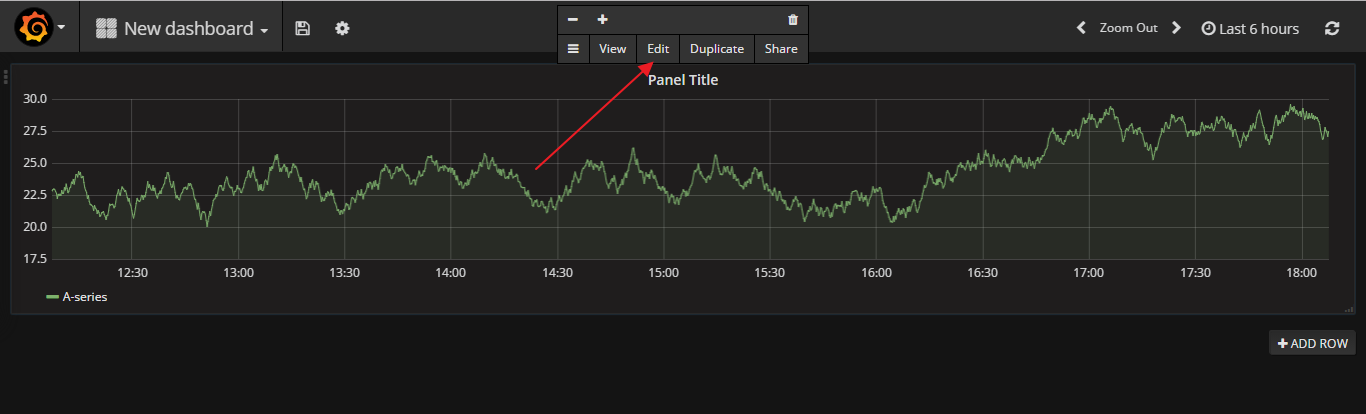 New dashboard
Zoom Out
Last 6 hours
View Edit Duplicate Share
Panel Title
30.0
27.5
25.0
22.5
20.0
17.5
12:30 13:00 13:30 14:00 14:30 15:00 15:30 16:00 16:30 17:00 17:30 18:00
A-series
ADD ROW